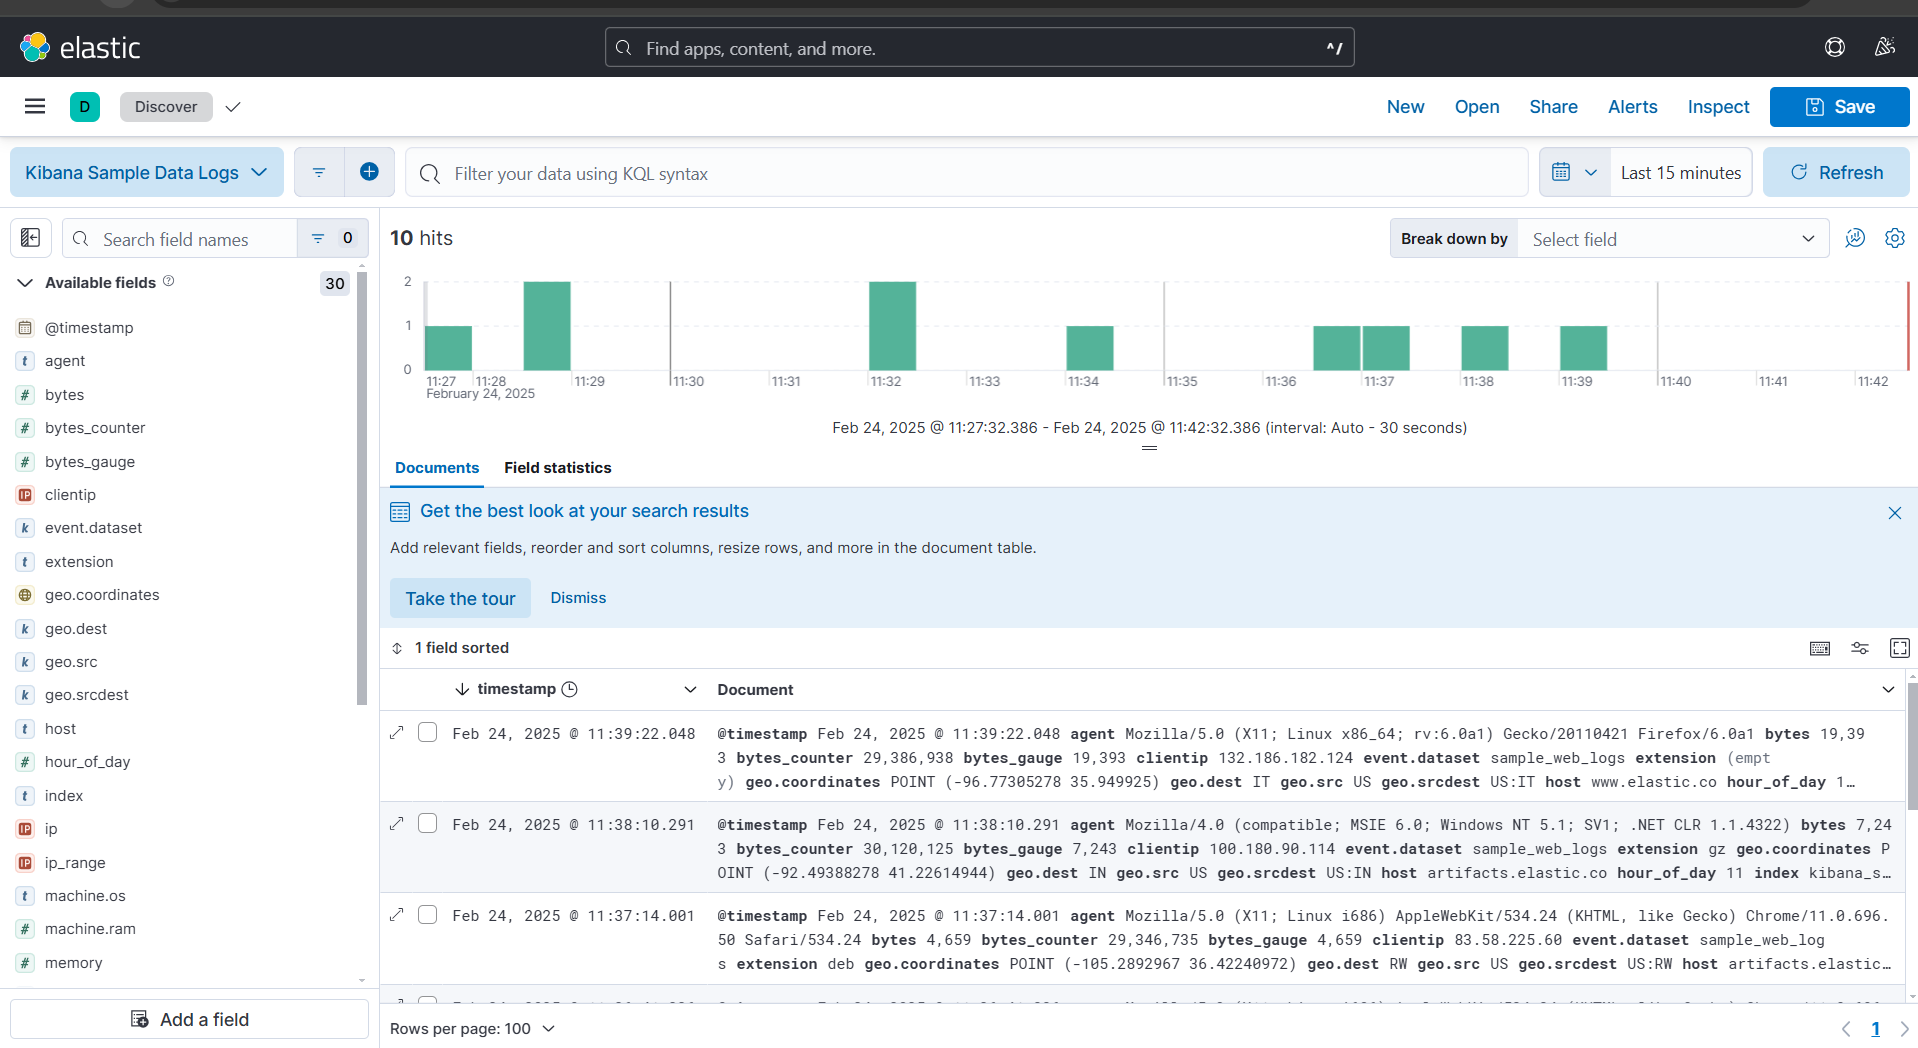 elastic
Find apps, content, and more.
^/
D
Discover
New
Open
Share
Alerts
Inspect
Save
Kibana Sample Data Logs
Filter your data using KQL syntax
Last 15 minutes
Refresh
Search field names
0
Available fields
30
@timestamp
t agent
# bytes
# bytes_counter
# bytes_gauge
IP clientip
k event.dataset
t extension
geo.coordinates
k geo.dest
k geo.src
k geo.srcdest
t host
# hour_of_day
t index
IP ip
IP ip_range
t machine.os
# machine.ram
# memory
Add a field
10 hits
Break down by
Select field
2
1
0
11:27 11:28 11:29 11:30 11:31 11:32 11:33 11:34 11:35 11:36 11:37 11:38 11:39 11:40 11:41 11:42
February 24, 2025
Feb 24, 2025 @ 11:27:32.386 - Feb 24, 2025 @ 11:42:32.386 (interval: Auto - 30 seconds)
Documents
Field statistics
Get the best look at your search results
Add relevant fields, reorder and sort columns, resize rows, and more in the document table.
Take the tour
Dismiss
1 field sorted
timestamp
Document
Feb 24, 2025 @ 11:39:22.048
@timestamp Feb 24, 2025 @ 11:39:22.048 agent Mozilla/5.0 (X11; Linux x86_64; rv:6.0a1) Gecko/20110421 Firefox/6.0a1 bytes 19,39
3 bytes_counter 29,386,938 bytes_gauge 19,393 clientip 132.186.182.124 event.dataset sample_web_logs extension (empt
y) geo.coordinates POINT (-96.77305278 35.949925) geo.dest IT geo.src US geo.srcdest US:IT host www.elastic.co hour_of_day 1…
Feb 24, 2025 @ 11:38:10.291
@timestamp Feb 24, 2025 @ 11:38:10.291 agent Mozilla/4.0 (compatible; MSIE 6.0; Windows NT 5.1; SV1; .NET CLR 1.1.4322) bytes 7,24
3 bytes_counter 30,120,125 bytes_gauge 7,243 clientip 100.180.90.114 event.dataset sample_web_logs extension gz geo.coordinates P
OINT (-92.49388278 41.22614944) geo.dest IN geo.src US geo.srcdest US:IN host artifacts.elastic.co hour_of_day 11 index kibana_s…
Feb 24, 2025 @ 11:37:14.001
@timestamp Feb 24, 2025 @ 11:37:14.001 agent Mozilla/5.0 (X11; Linux i686) AppleWebKit/534.24 (KHTML, like Gecko) Chrome/11.0.696.
50 Safari/534.24 bytes 4,659 bytes_counter 29,346,735 bytes_gauge 4,659 clientip 83.58.225.60 event.dataset sample_web_log
s extension deb geo.coordinates POINT (-105.2892967 36.42240972) geo.dest RW geo.src US geo.srcdest US:RW host artifacts.elastic…
Rows per page: 100
1